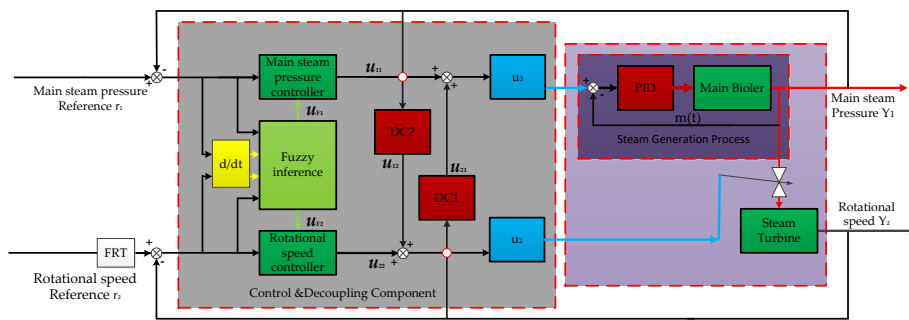 Main steam pressure
Reference r1
+
-
Main steam
pressure
controller
u11
u21
+
+
u3
+
-
PID
Main Bioler
m(t)
Steam Generation Process
Main steam
Pressure Y1
uF1
d/dt
Fuzzy
inference
DC2
u12
DC1
uF2
Rotational
speed
controller
u22
+
+
u2
Steam
Turbine
Rotational
speed Y2
FRT
+
-
Rotational speed
Reference r2
Control &Decoupling Component